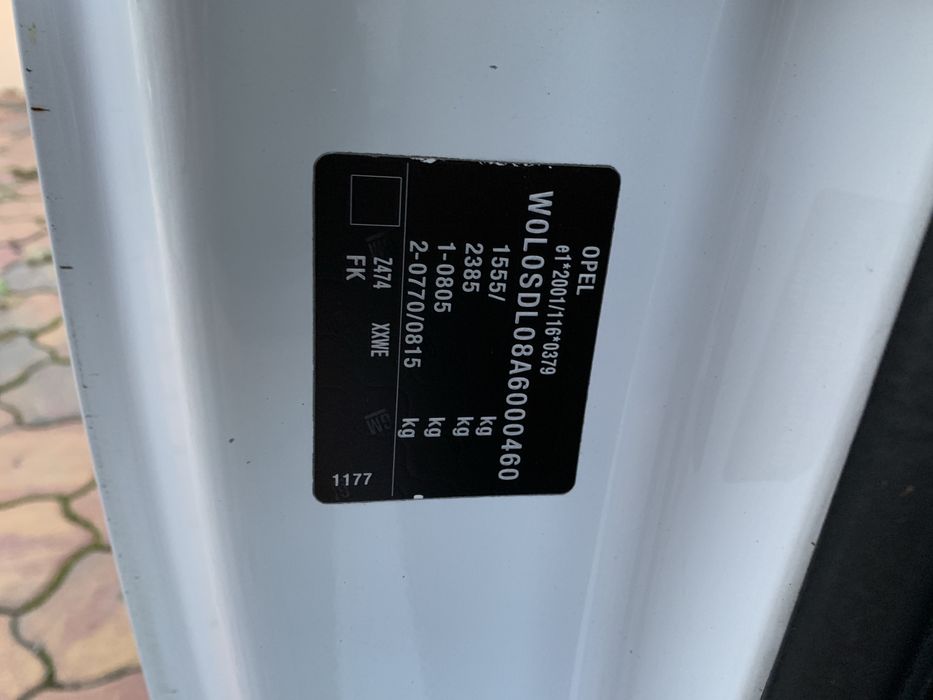 OPEL
e1*2001/116*0379
W0L0SDL08A6000460
1555/ kg
2385 kg
1-0805 kg
2-0770/0815 kg
Z474 XXWE
FK 1177